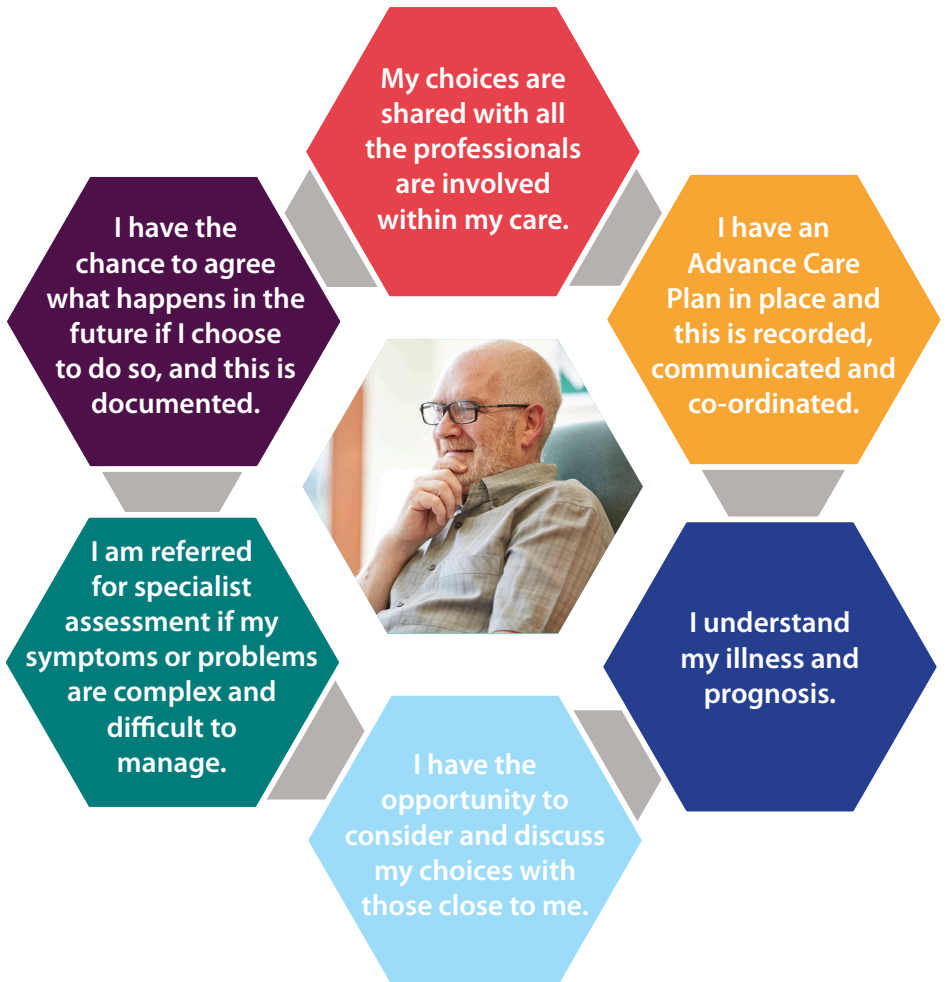 My choices are
shared with all
the professionals
are involved
within my care.
I have an
Advance Care
Plan in place and
this is recorded,
communicated and
co-ordinated.
I understand
my illness and
prognosis.
I have the
opportunity to
consider and discuss
my choices with
those close to me.
I am referred
for specialist
assessment if my
symptoms or problems
are complex and
difficult to
manage.
I have the
chance to agree
what happens in the
future if I choose
to do so, and this is
documented.